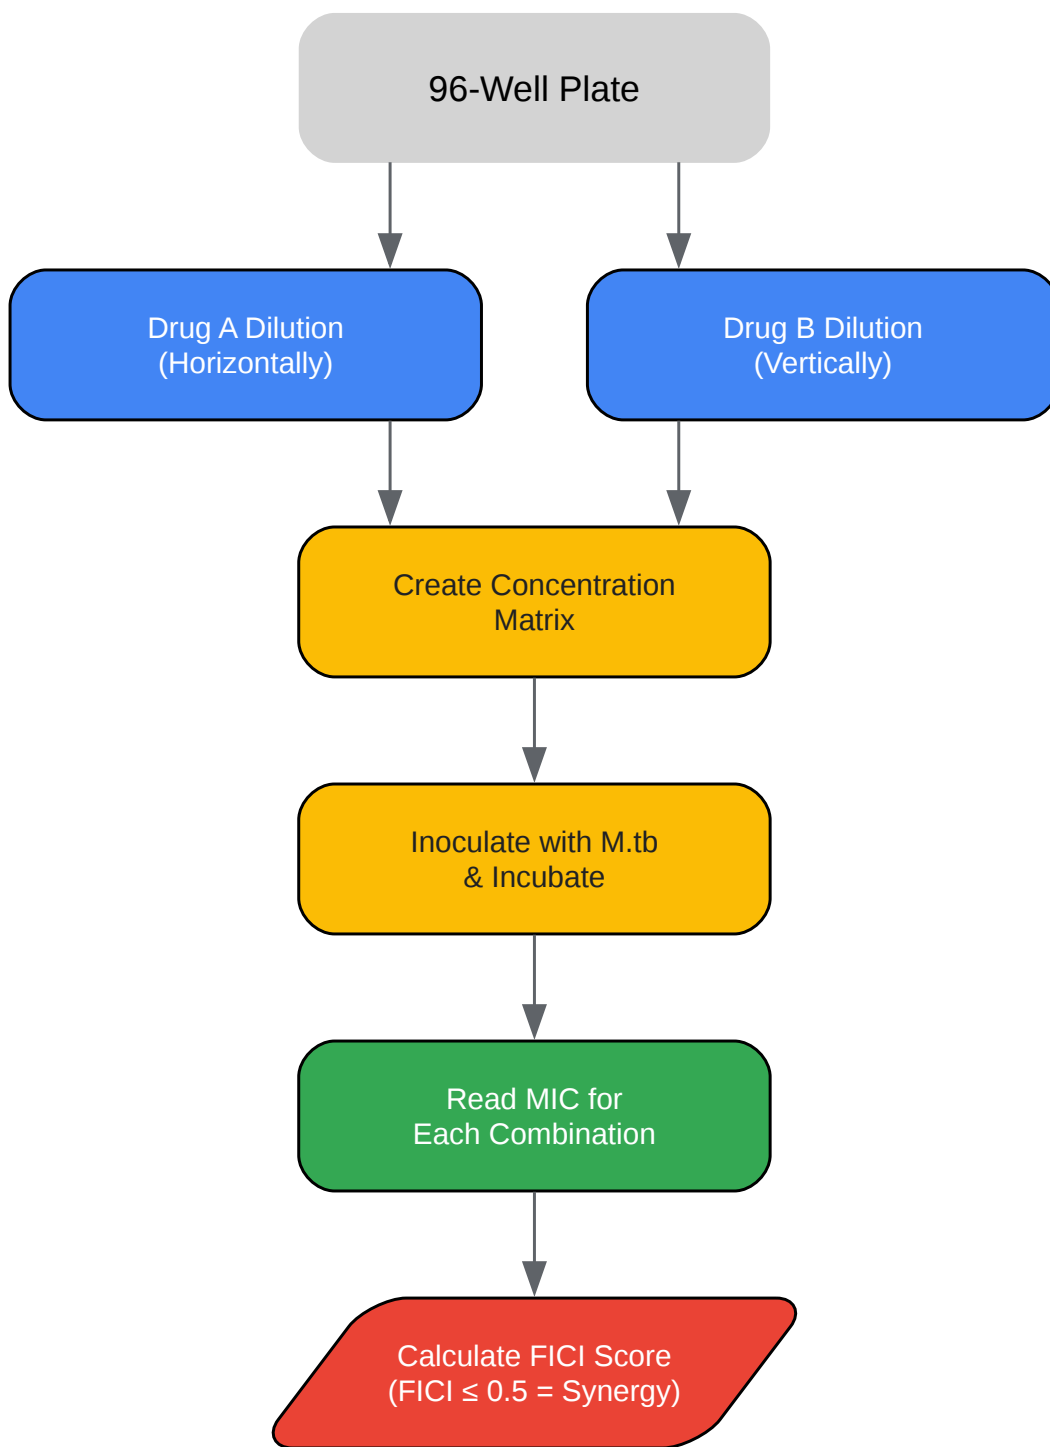 96-Well Plate
Drug A Dilution
(Horizontally)
Drug B Dilution
(Vertically)
Create Concentration
Matrix
Inoculate with M.tb
& Incubate
Read MIC for
Each Combination
Calculate FICI Score
(FICI ≤ 0.5 = Synergy)